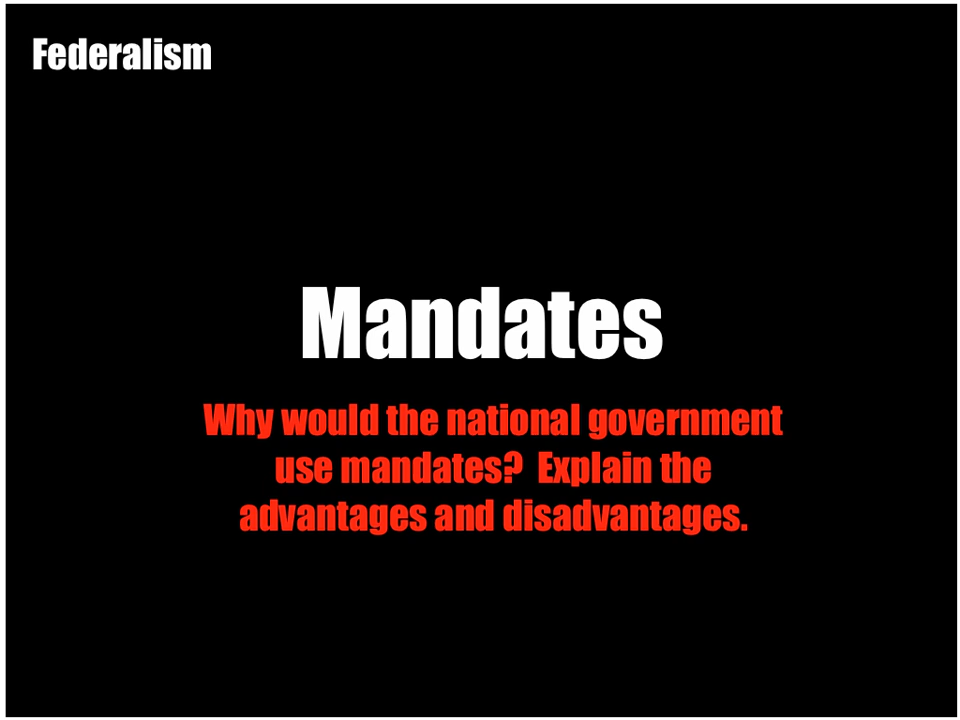 Federalism
Mandates
Why would the national government
use mandates?  Explain the
advantages and disadvantages.